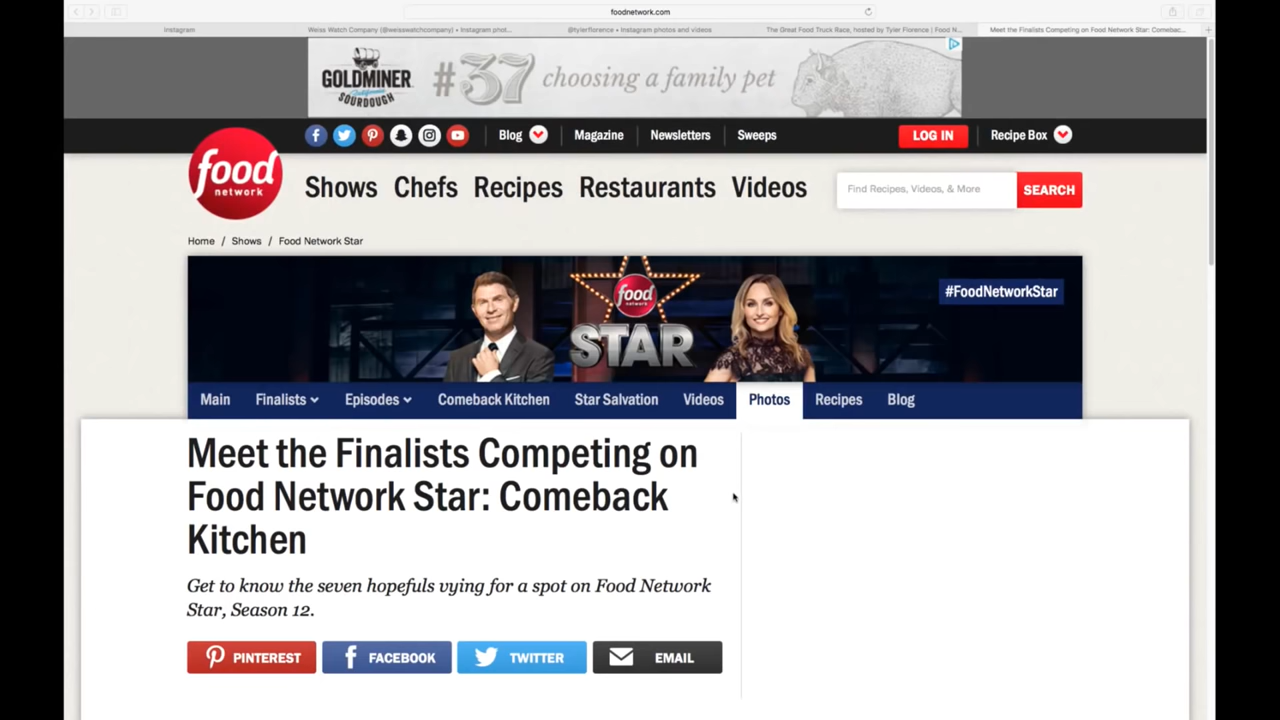 foodnetwork.com
Instagram
Weiss Watch Company (@weisswatchcompany) • Instagram phot...
@tylerflorence • Instagram photos and videos
The Great Food Truck Race, hosted by Tyler Florence | Food N...
Meet the Finalists Competing on Food Network Star: Comebac...
GOLDMINER
California
SOURDOUGH
#37 choosing a family pet
Blog
Magazine
Newsletters
Sweeps
LOG IN
Recipe Box
food
network
Shows
Chefs
Recipes
Restaurants
Videos
Find Recipes, Videos, & More
SEARCH
Home / Shows / Food Network Star
food
network
STAR
#FoodNetworkStar
Main
Finalists
Episodes
Comeback Kitchen
Star Salvation
Videos
Photos
Recipes
Blog
Meet the Finalists Competing on
Food Network Star: Comeback
Kitchen
Get to know the seven hopefuls vying for a spot on Food Network
Star, Season 12.
PINTEREST
FACEBOOK
TWITTER
EMAIL